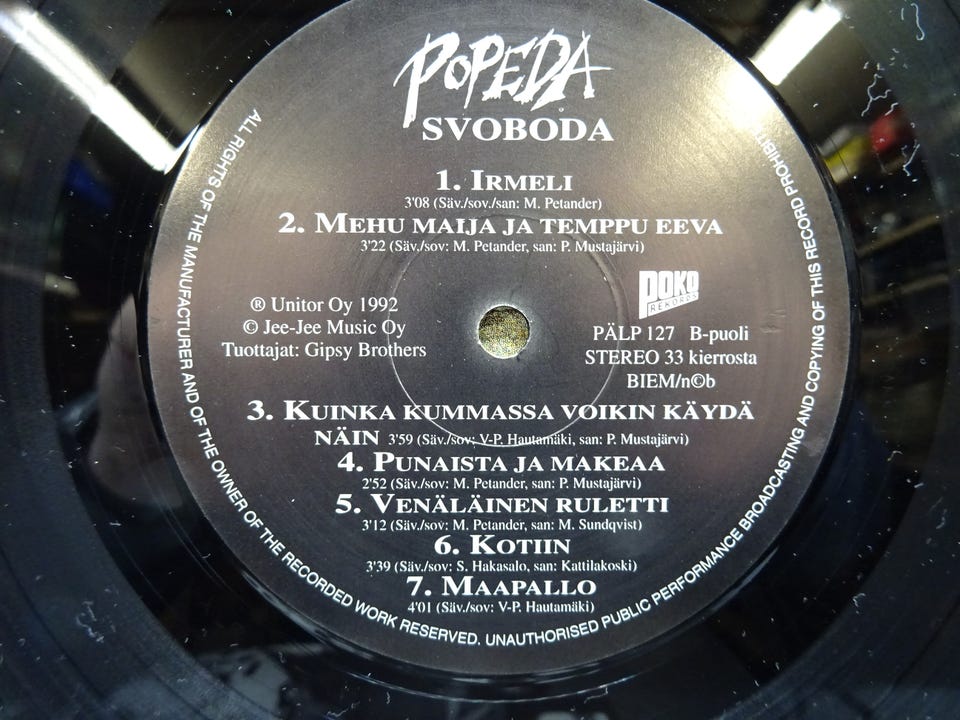 POPEDA
SVOBODA
1. IRMELI
3'08 (Säv./sov./san: M. Petander)
2. MEHU MAIJA JA TEMPPU EEVA
3'22 (Säv./sov: M. Petander, san: P. Mustajärvi)
POKO
RECORDS
℗ Unitor Oy 1992
© Jee-Jee Music Oy
Tuottajat: Gipsy Brothers
PÄLP 127 B-puoli
STEREO 33 kierrosta
BIEM/n©b
3. KUINKA KUMMASSA VOIKIN KÄYDÄ
NÄIN 3'59 (Säv./sov: V-P. Hautamäki, san: P. Mustajärvi)
4. PUNAISTA JA MAKEAA
2'52 (Säv./sov: M. Petander, san: P. Mustajärvi)
5. VENÄLÄINEN RULETTI
3'12 (Säv./sov: M. Petander, san: M. Sundqvist)
6. KOTIIN
3'39 (Säv./sov: S. Hakasalo, san: Kattilakoski)
7. MAAPALLO
4'01 (Säv./sov: V-P. Hautamäki)
ALL RIGHTS OF THE MANUFACTURER AND OF THE OWNER OF THE RECORDED WORK RESERVED. UNAUTHORISED PUBLIC PERFORMANCE BROADCASTING AND COPYING OF THIS RECORD PROHIBIT